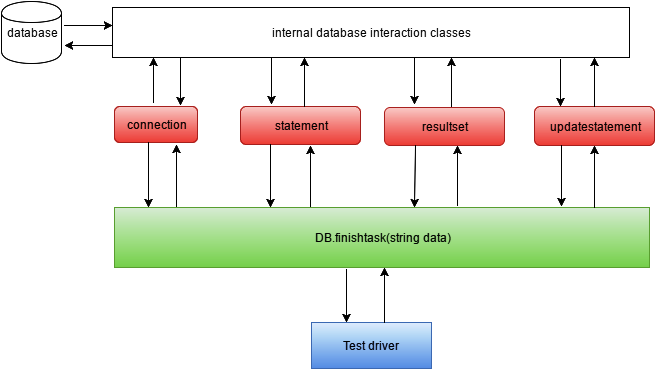 database
internal database interaction classes
connection
statement
resultset
updatestatement
DB.finishtask(string data)
Test driver